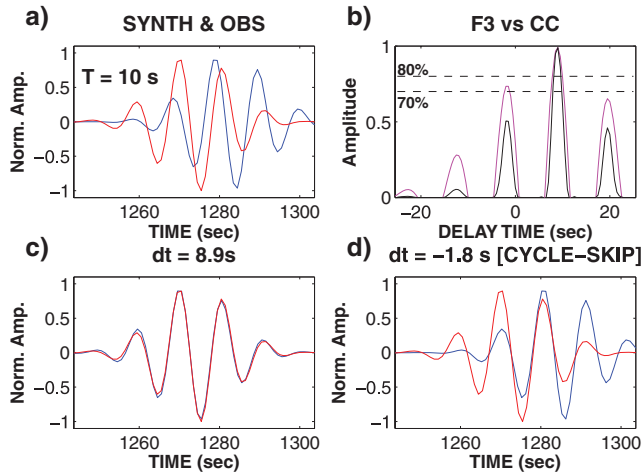 a) SYNTH & OBS
T = 10 s
Norm. Amp.
1
0.5
0
−0.5
−1
1260 1280 1300
TIME (sec)
b) F3 vs CC
80%
70%
Amplitude
1
0.5
0
−20 0 20
DELAY TIME (sec)
c) dt = 8.9s
Norm. Amp.
1
0.5
0
−0.5
−1
1260 1280 1300
TIME (sec)
d) dt = −1.8 s [CYCLE−SKIP]
Norm. Amp.
1
0.5
0
−0.5
−1
1260 1280 1300
TIME (sec)